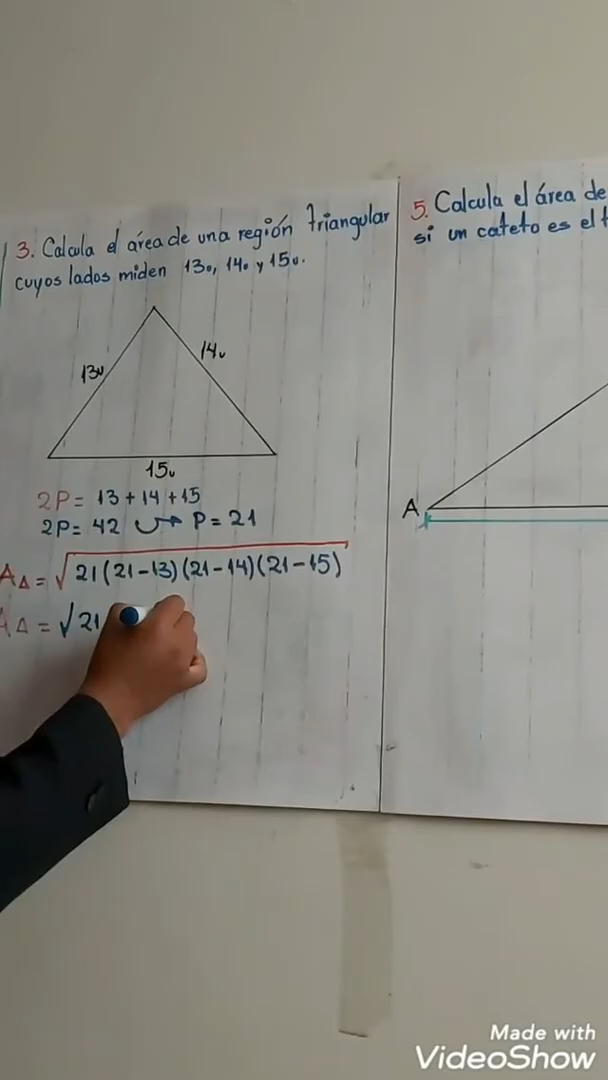 3. Calcula el área de una región triangular
cuyos lados miden 13u, 14u y 15u.
13u
14u
15u
2P = 13 + 14 + 15
2P = 42 → P = 21
A△ = √21(21-13)(21-14)(21-15)
A△ = √21
5. Calcula el área de
si un cateto es el
A
Made with
VideoShow